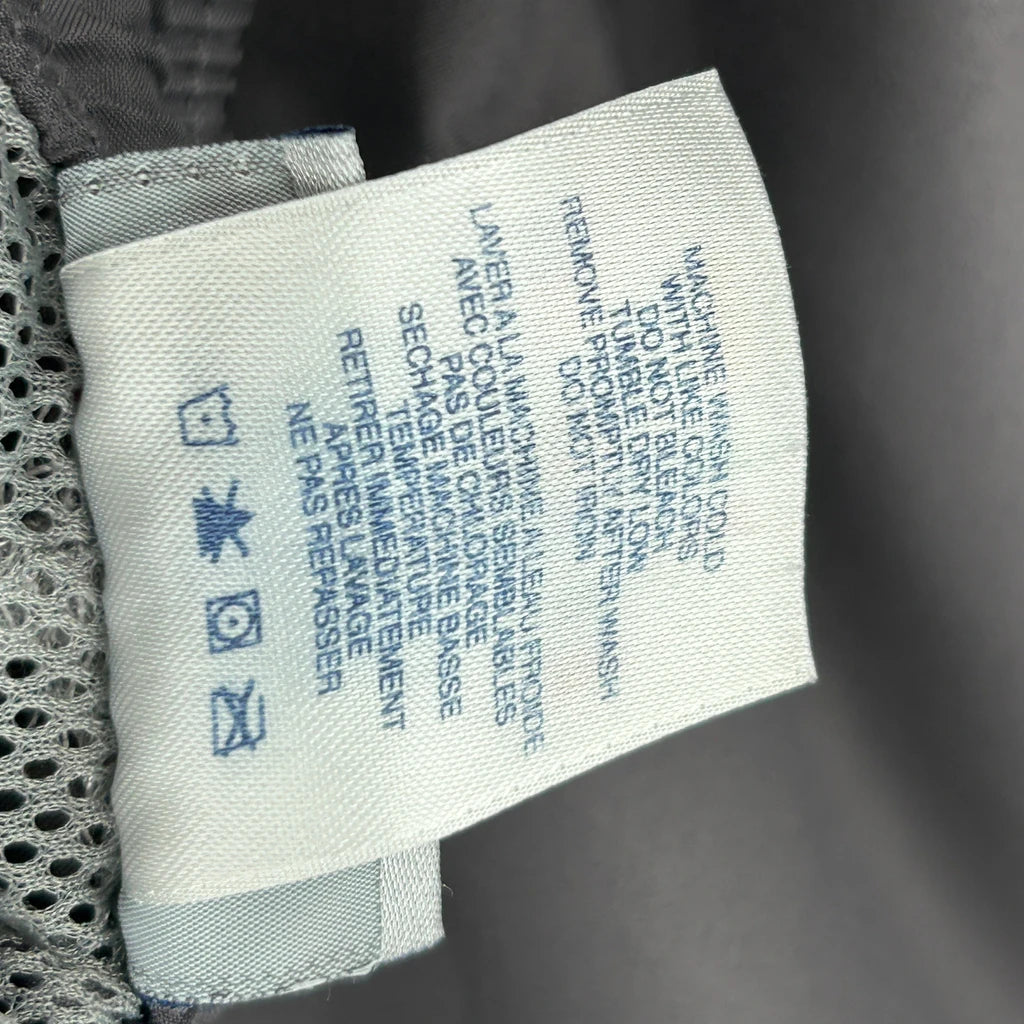 MACHINE WASH COLD
WITH LIKE COLORS
DO NOT BLEACH
TUMBLE DRY LOW
REMOVE PROMPTLY AFTER WASH
DO NOT IRON
LAVER A LA MACHINE A L'EAU FROIDE
AVEC COULEURS SEMBLABLES
PAS DE CHLORAGE
SECHAGE MACHINE BASSE
TEMPERATURE
RETIRER IMMEDIATEMENT
APRES LAVAGE
NE PAS REPASSER